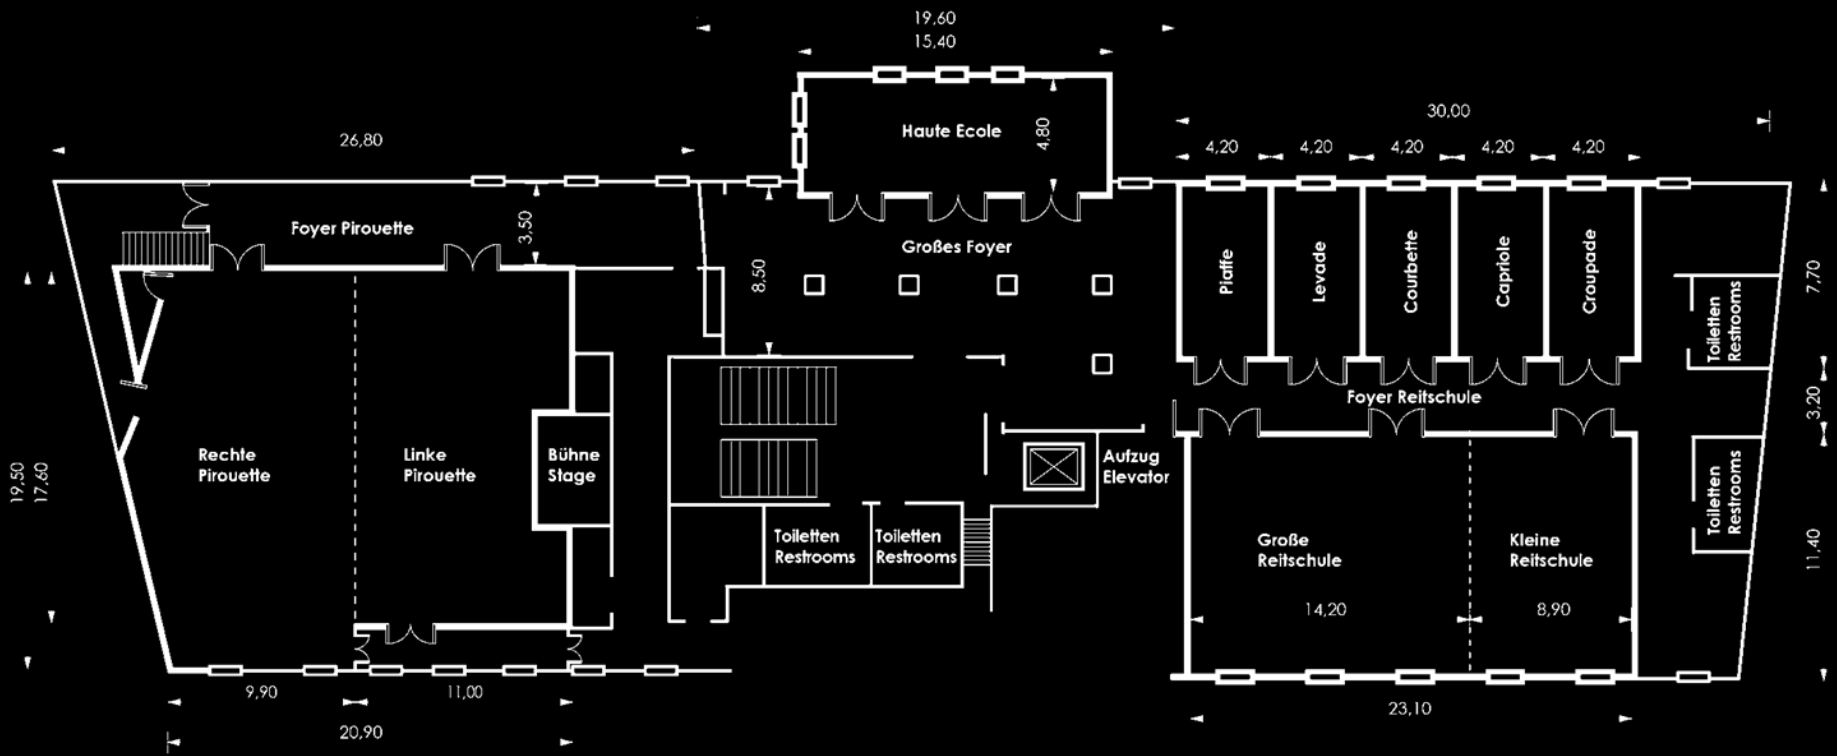 19,60
15,40
30,00
26,80
Haute Ecole
4,80
4,20
4,20
4,20
4,20
4,20
Foyer Pirouette
3,50
Großes Foyer
8,50
Piaffe
Levade
Courbette
Capriole
Croupade
7,70
Toiletten
Restrooms
Foyer Reitschule
3,20
19,50
17,60
Rechte
Pirouette
Linke
Pirouette
Bühne
Stage
Aufzug
Elevator
Toiletten
Restrooms
Toiletten
Restrooms
Toiletten
Restrooms
Große
Reitschule
Kleine
Reitschule
11,40
14,20
8,90
9,90
11,00
20,90
23,10